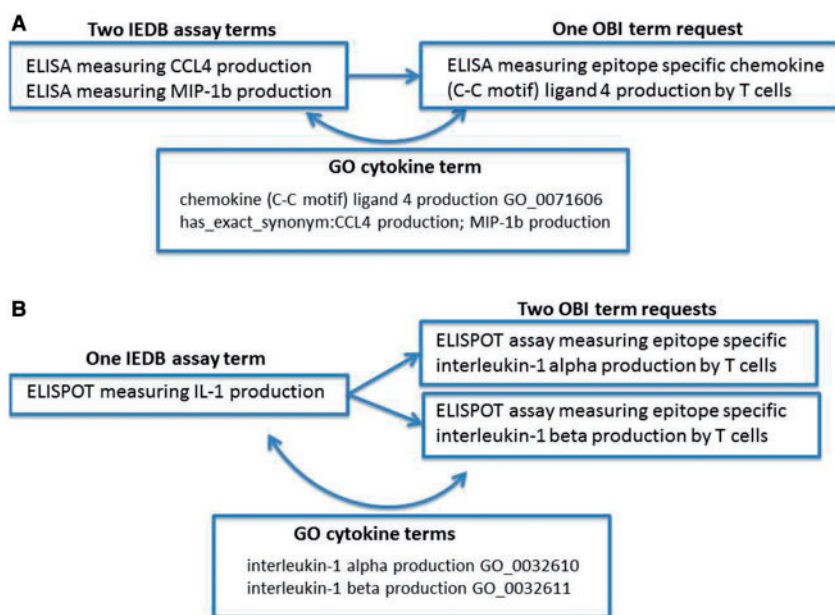 A
Two IEDB assay terms
One OBI term request
ELISA measuring CCL4 production
ELISA measuring MIP-1b production
ELISA measuring epitope specific chemokine
(C-C motif) ligand 4 production by T cells
GO cytokine term
chemokine (C-C motif) ligand 4 production GO_0071606
has_exact_synonym:CCL4 production; MIP-1b production
B
Two OBI term requests
One IEDB assay term
ELISPOT measuring IL-1 production
ELISPOT assay measuring epitope specific
interleukin-1 alpha production by T cells
ELISPOT assay measuring epitope specific
interleukin-1 beta production by T cells
GO cytokine terms
interleukin-1 alpha production GO_0032610
interleukin-1 beta production GO_0032611